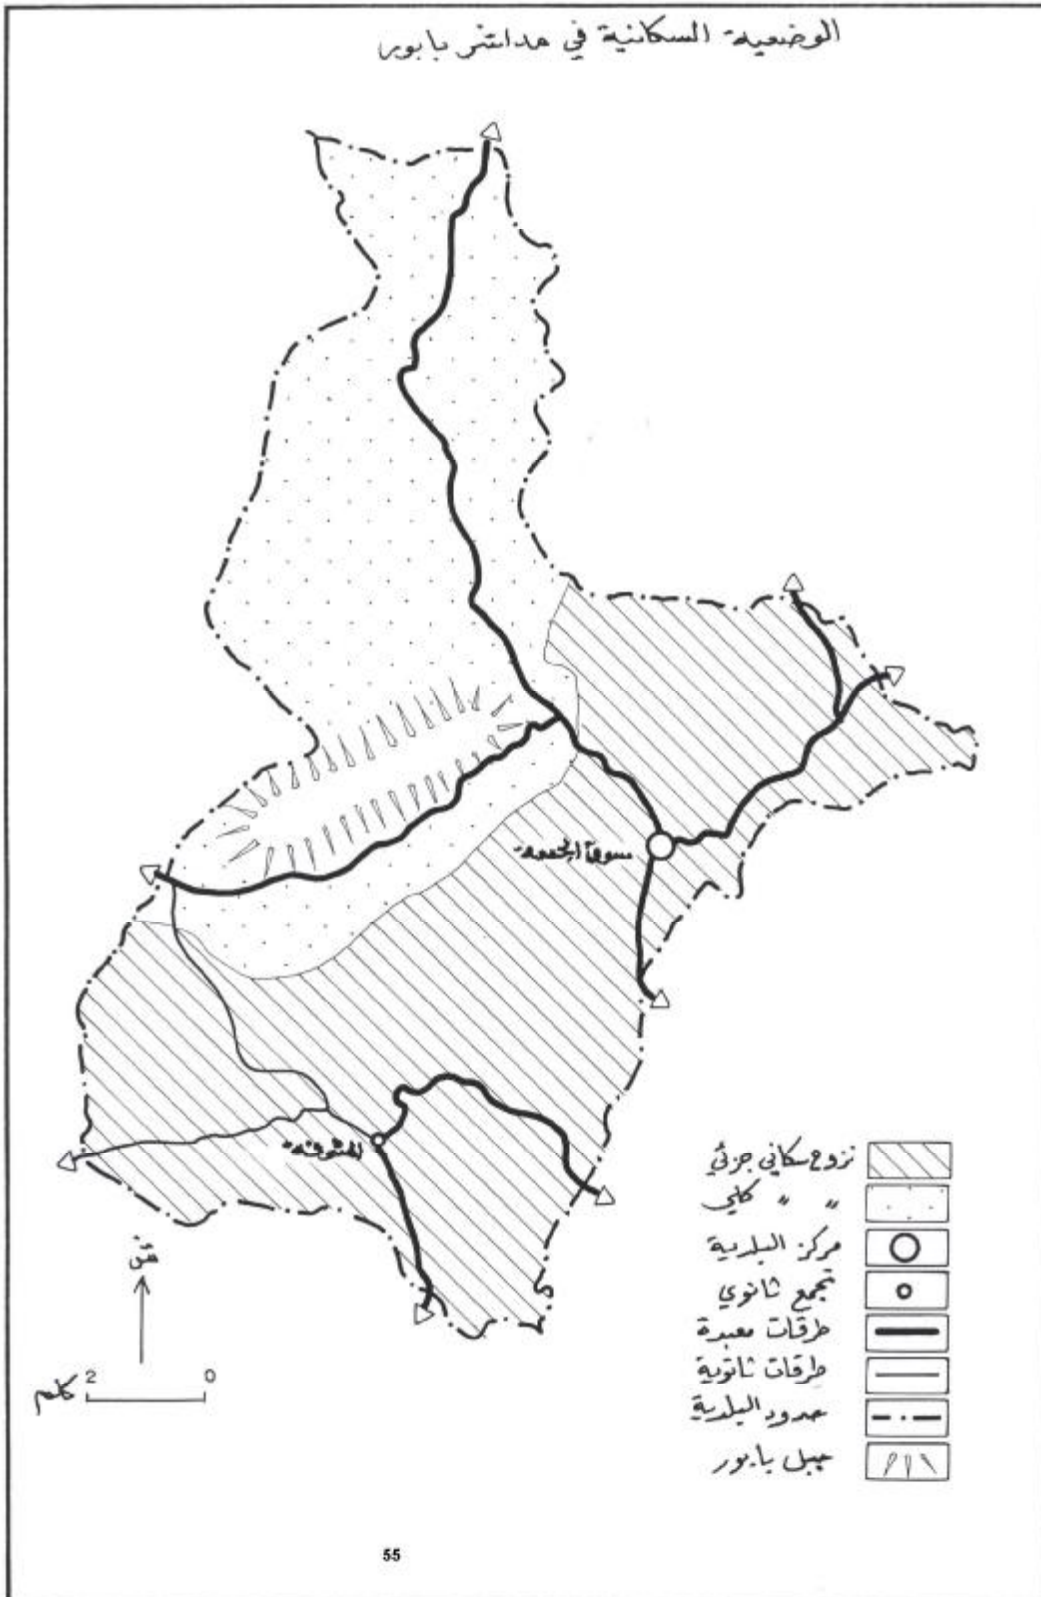 الوضعية السكانية في مداشر بابور
سوق الجمعة
المشوفة
نزوح سكاني جزئي
〃 〃 كلي
مركز البلدية
تجمع ثانوي
طرقات معبدة
طرقات ثانوية
حدود البلدية
جبل بابور
2 0
كلم
55